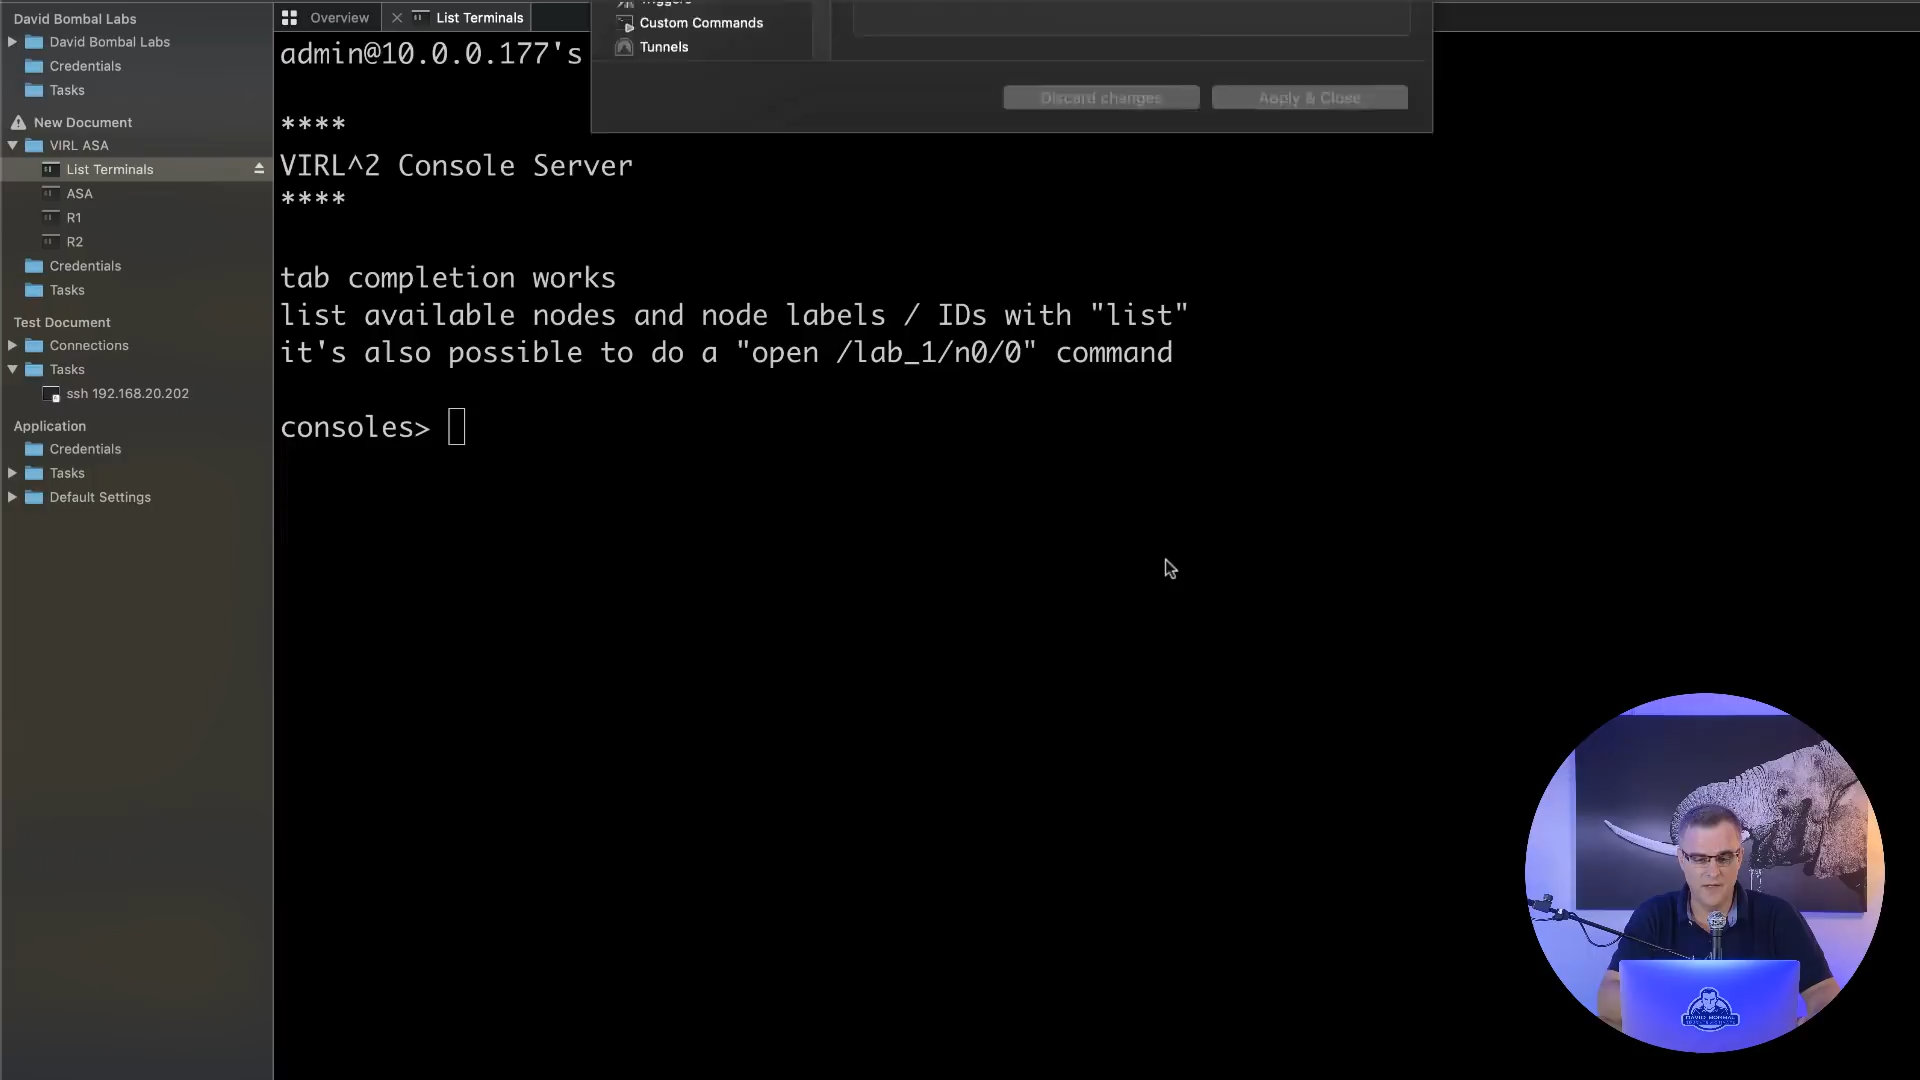 David Bombal Labs
David Bombal Labs
Credentials
Tasks
New Document
VIRL ASA
List Terminals
ASA
R1
R2
Credentials
Tasks
Test Document
Connections
Tasks
ssh 192.168.20.202
Application
Credentials
Tasks
Default Settings
Overview
List Terminals
Triggers
Custom Commands
Tunnels
Discard changes
Apply & Close
admin@10.0.0.177's
****
VIRL^2 Console Server
****
tab completion works
list available nodes and node labels / IDs with "list"
it's also possible to do a "open /lab_1/n0/0" command
consoles>
DAVID BOMBAL